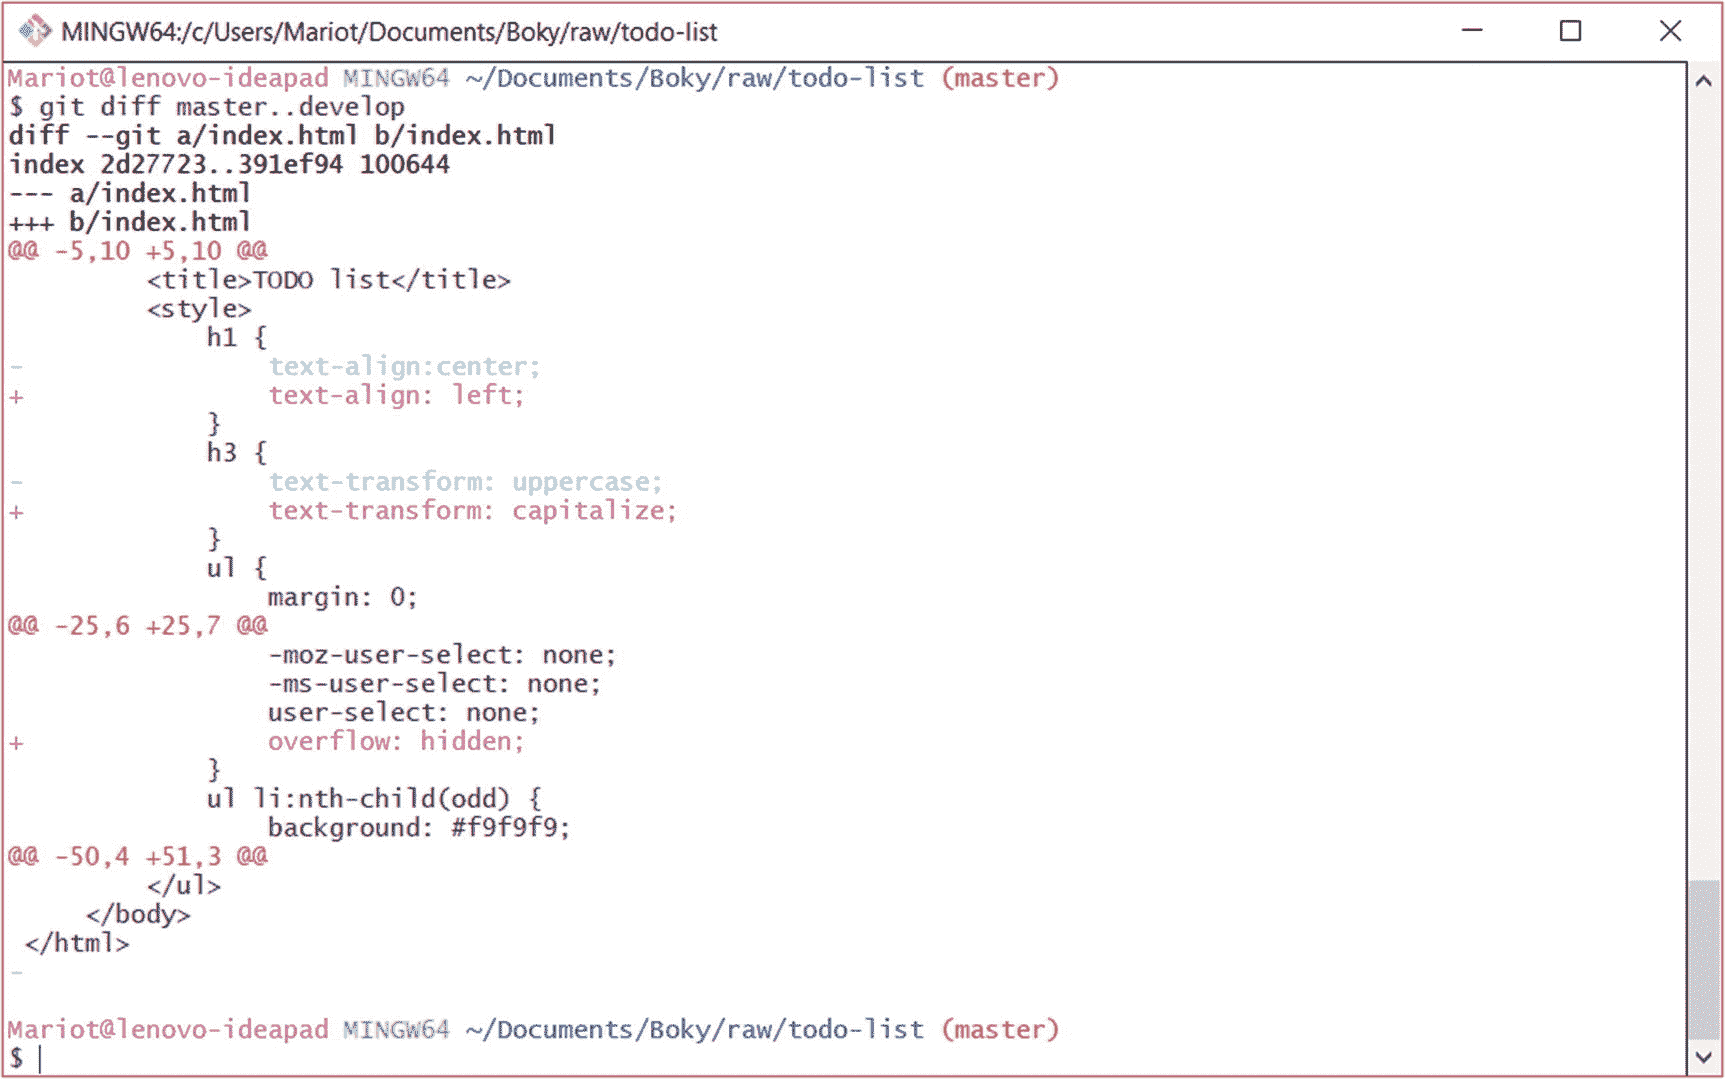 MINGW64:/c/Users/Mariot/Documents/Boky/raw/todo-list
Mariot@lenovo-ideapad MINGW64 ~/Documents/Boky/raw/todo-list (master)
$ git diff master..develop
diff --git a/index.html b/index.html
index 2d27723..391ef94 100644
--- a/index.html
+++ b/index.html
@@ -5,10 +5,10 @@
         <title>TODO list</title>
         <style>
             h1 {
-                text-align:center;
+                text-align: left;
             }
             h3 {
-                text-transform: uppercase;
+                text-transform: capitalize;
             }
             ul {
                 margin: 0;
@@ -25,6 +25,7 @@
                 -moz-user-select: none;
                 -ms-user-select: none;
                 user-select: none;
+                overflow: hidden;
             }
             ul li:nth-child(odd) {
                 background: #f9f9f9;
@@ -50,4 +51,3 @@
         </ul>
     </body>
 </html>
-
Mariot@lenovo-ideapad MINGW64 ~/Documents/Boky/raw/todo-list (master)
$